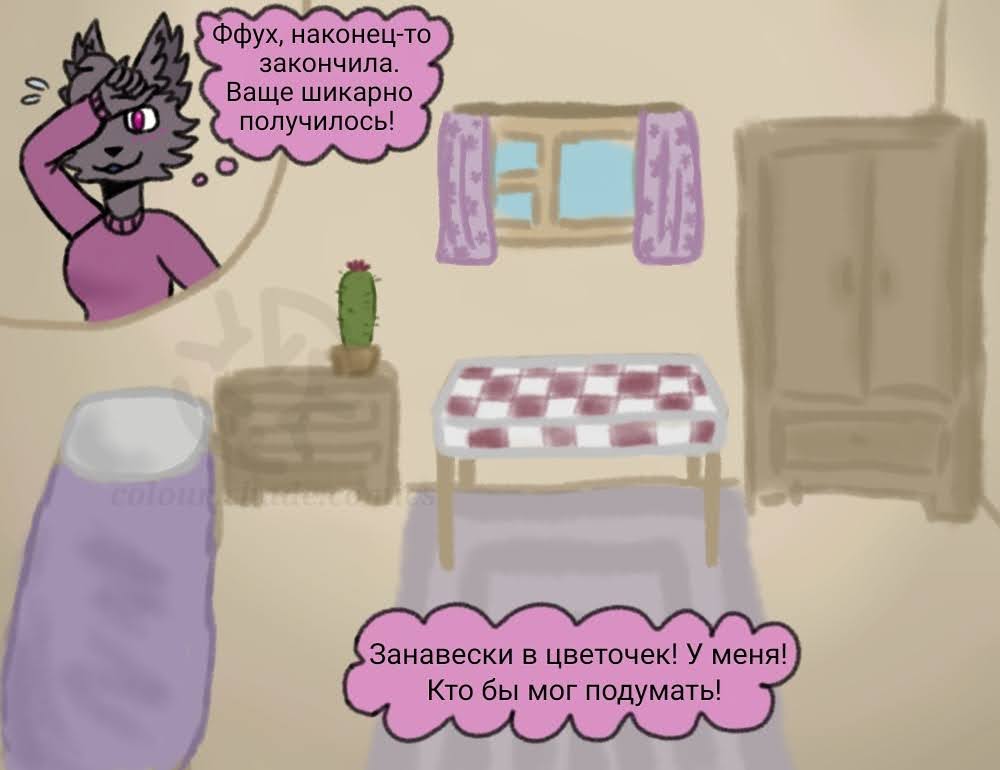 Ффух, наконец-то
закончила.
Ваще шикарно
получилось!
Занавески в цветочек! У меня!
Кто бы мог подумать!